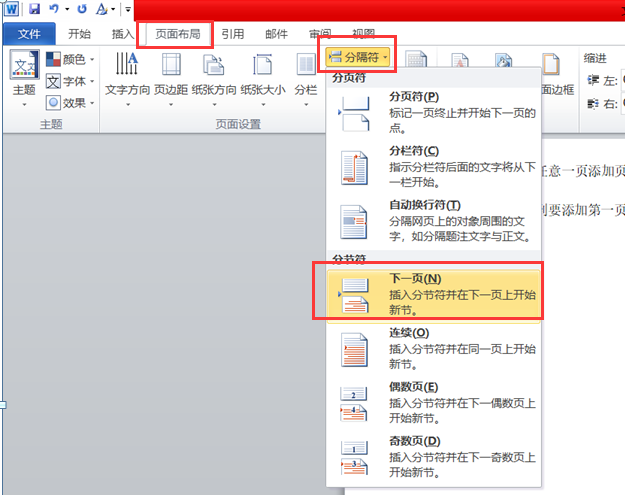 文件 开始 插入 页面布局 引用 邮件 审阅 视图
颜色
字体
效果
主题
文字方向 页边距 纸张方向 纸张大小 分栏
分隔符
页面边框
缩进
左:
右:
主题
页面设置
分页符
分页符(P)
标记一页终止并开始下一页的
点。
分栏符(C)
指示分栏符后面的文字将从下
一栏开始。
自动换行符(T)
分隔网页上的对象周围的文
字，如分隔题注文字与正文。
分节符
下一页(N)
插入分节符并在下一页上开始
新节。
连续(O)
插入分节符并在同一页上开始
新节。
偶数页(E)
插入分节符并在下一偶数页上
开始新节。
奇数页(D)
插入分节符并在下一奇数页上
开始新节。
任意一页添加页
到要添加第一页